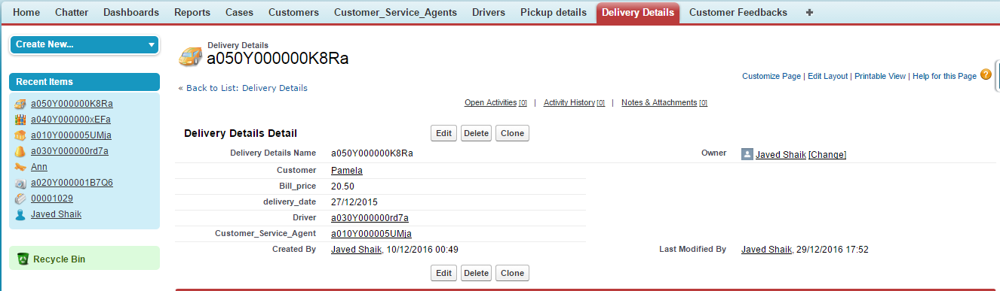 Home Chatter Dashboards Reports Cases Customers Customer_Service_Agents Drivers Pickup details Delivery Details Customer Feedbacks +
Create New...
Recent Items
a050Y000000K8Ra
a040Y000000xEFa
a010Y000005UMja
a030Y000000rd7a
Ann
a020Y000001B7Q6
00001029
Javed Shaik
Recycle Bin
Delivery Details
a050Y000000K8Ra
Customize Page | Edit Layout | Printable View | Help for this Page ?
« Back to List: Delivery Details
Open Activities [0] | Activity History [0] | Notes & Attachments [0]
Delivery Details Detail Edit Delete Clone
Delivery Details Name a050Y000000K8Ra Owner Javed Shaik [Change]
Customer Pamela
Bill_price 20.50
delivery_date 27/12/2015
Driver a030Y000000rd7a
Customer_Service_Agent a010Y000005UMja
Created By Javed Shaik, 10/12/2016 00:49 Last Modified By Javed Shaik, 29/12/2016 17:52
Edit Delete Clone